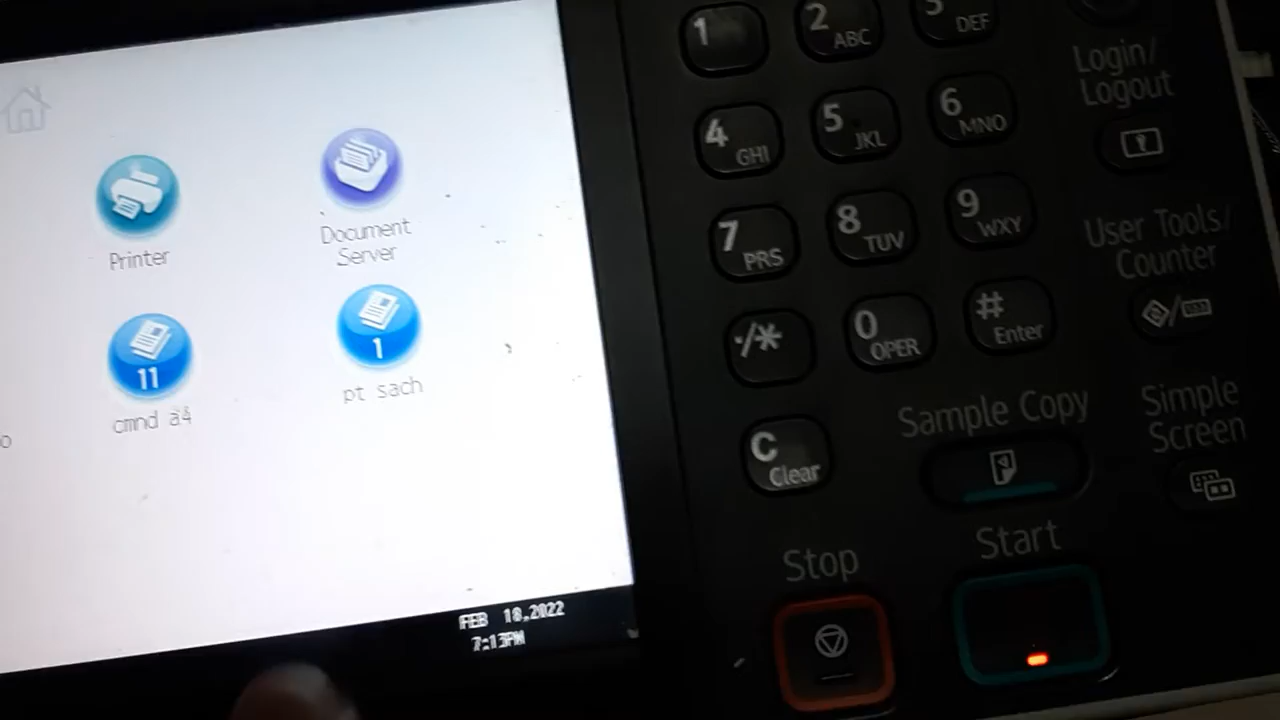 Printer
Document
Server
11
cmnd a4
1
pt sach
FEB 18,2022
7:13PM
1
2 ABC
3 DEF
4 GHI
5 JKL
6 MNO
7 PRS
8 TUV
9 WXY
·/*
0 OPER
# Enter
C Clear
Login/
Logout
User Tools/
Counter
Sample Copy
Simple
Screen
Stop
Start